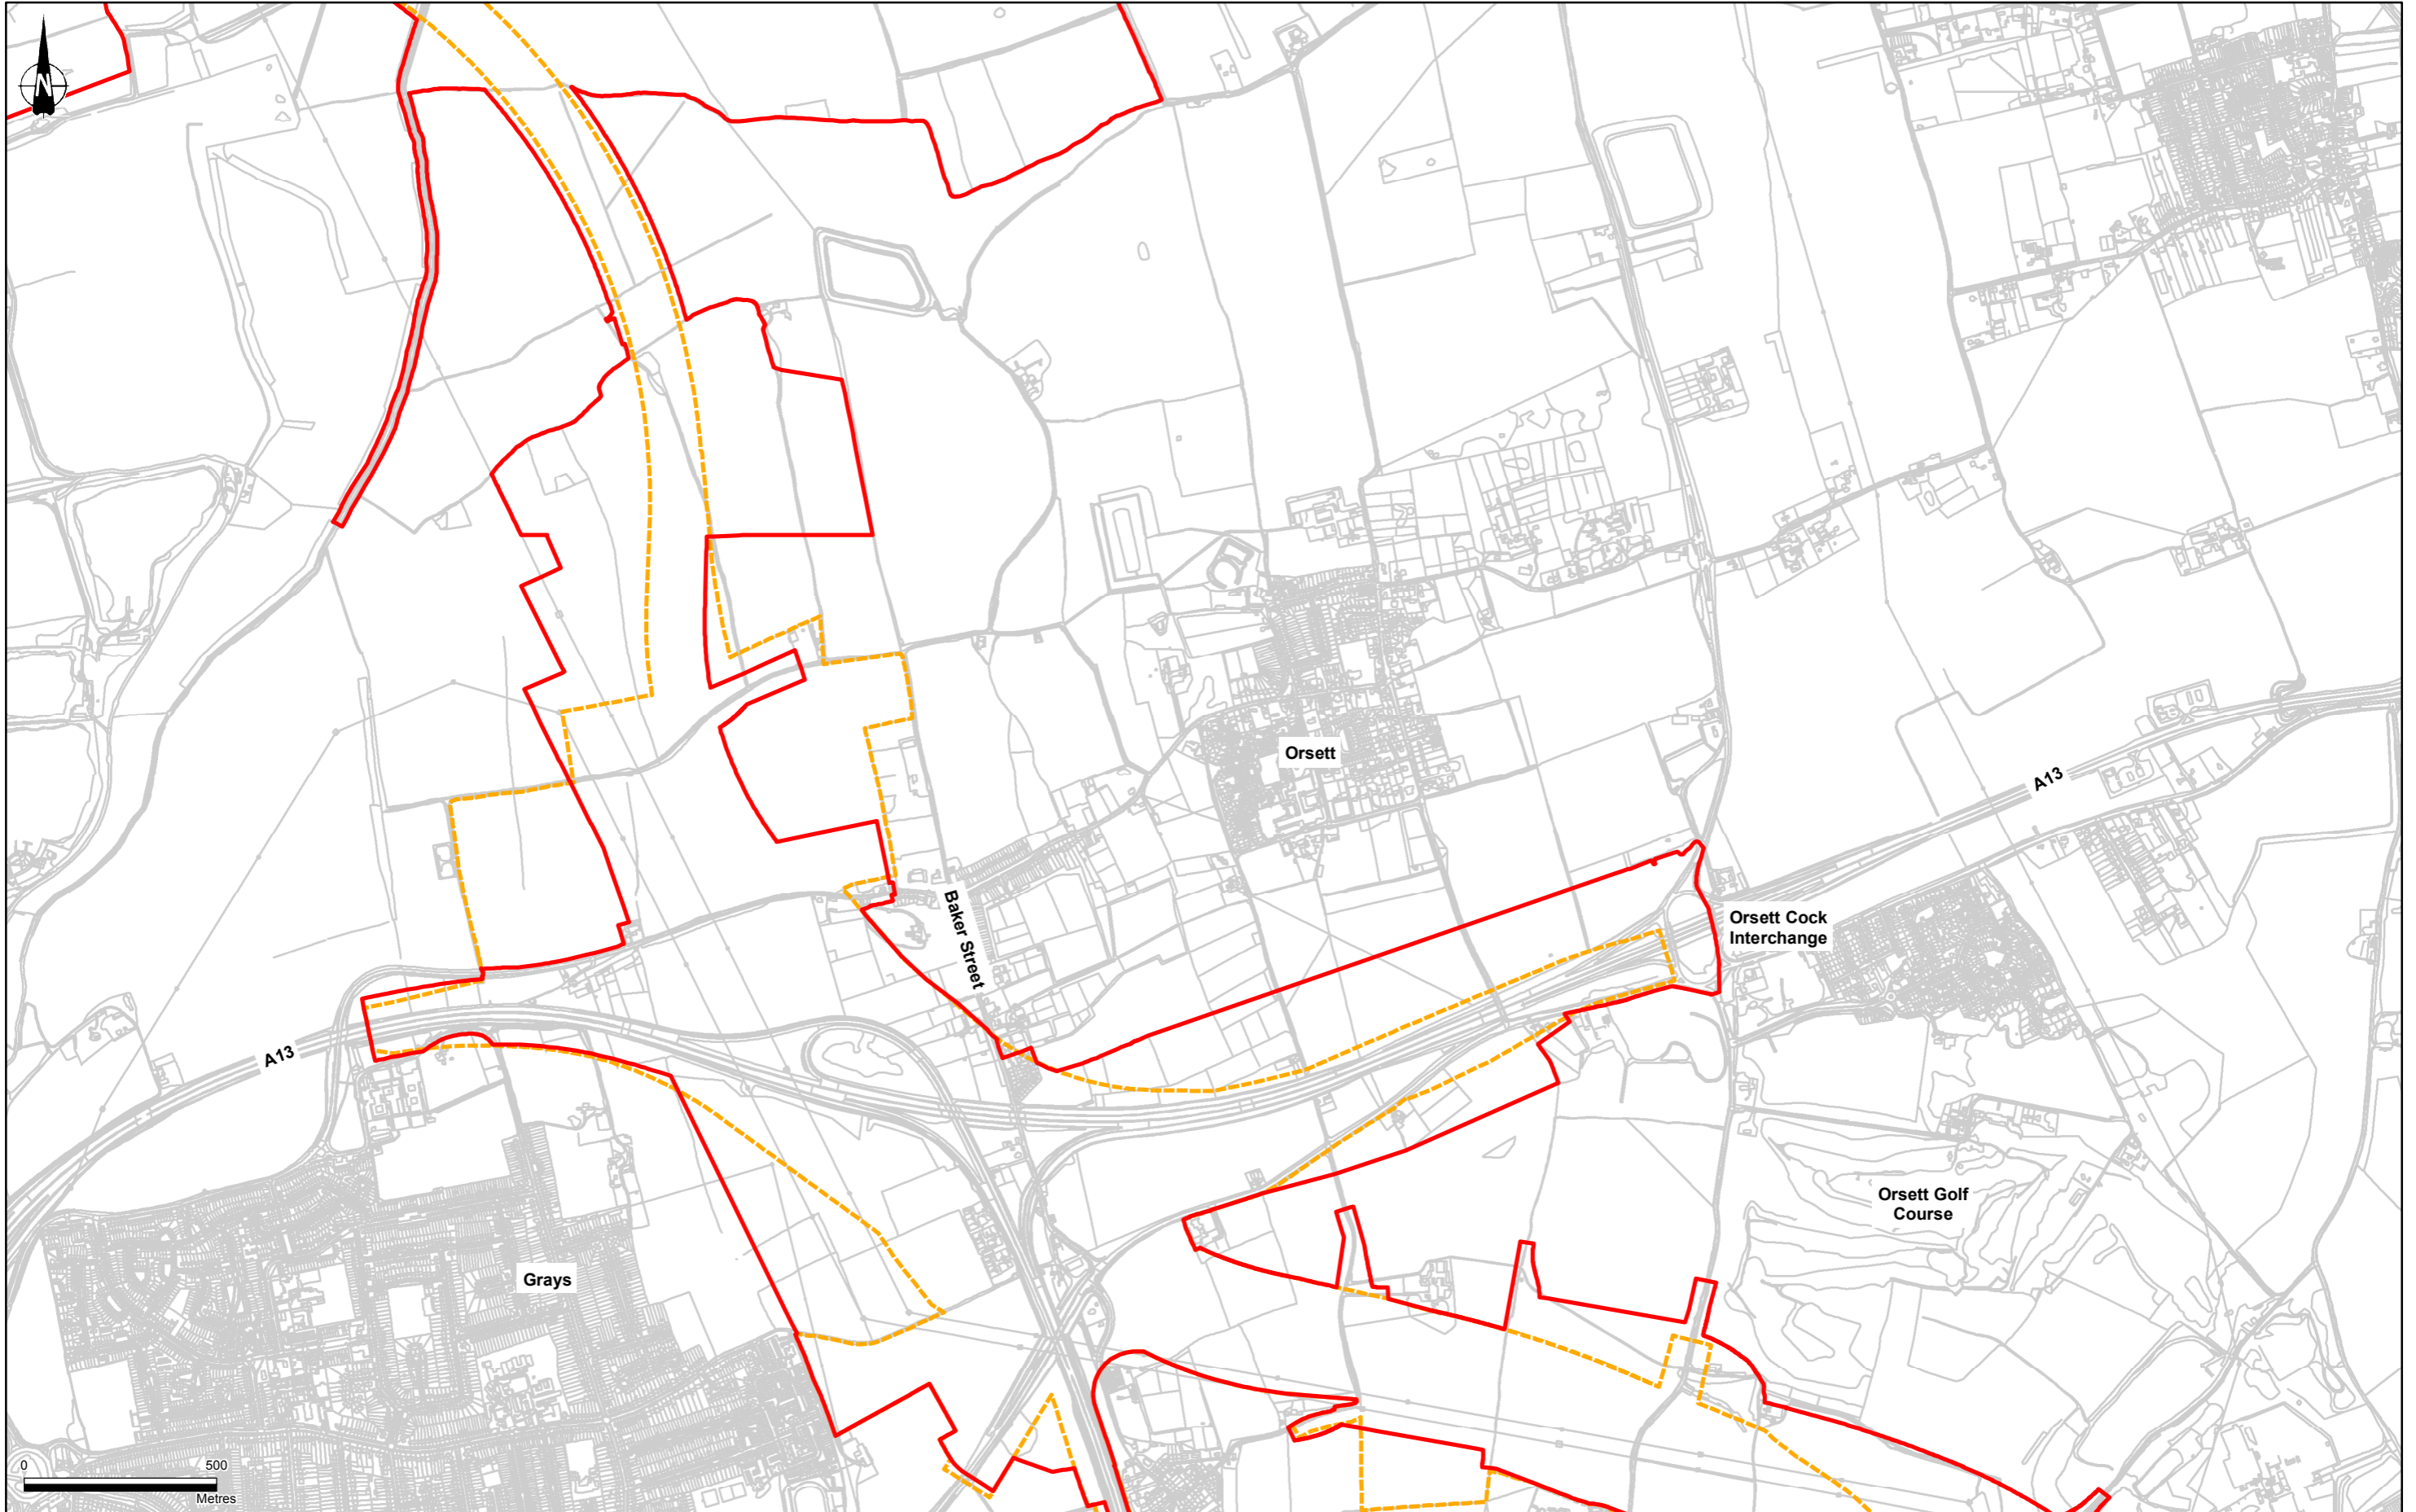 N
Orsett
A13
Baker Street
Orsett Cock
Interchange
A13
Orsett Golf
Course
Grays
0 500
Metres